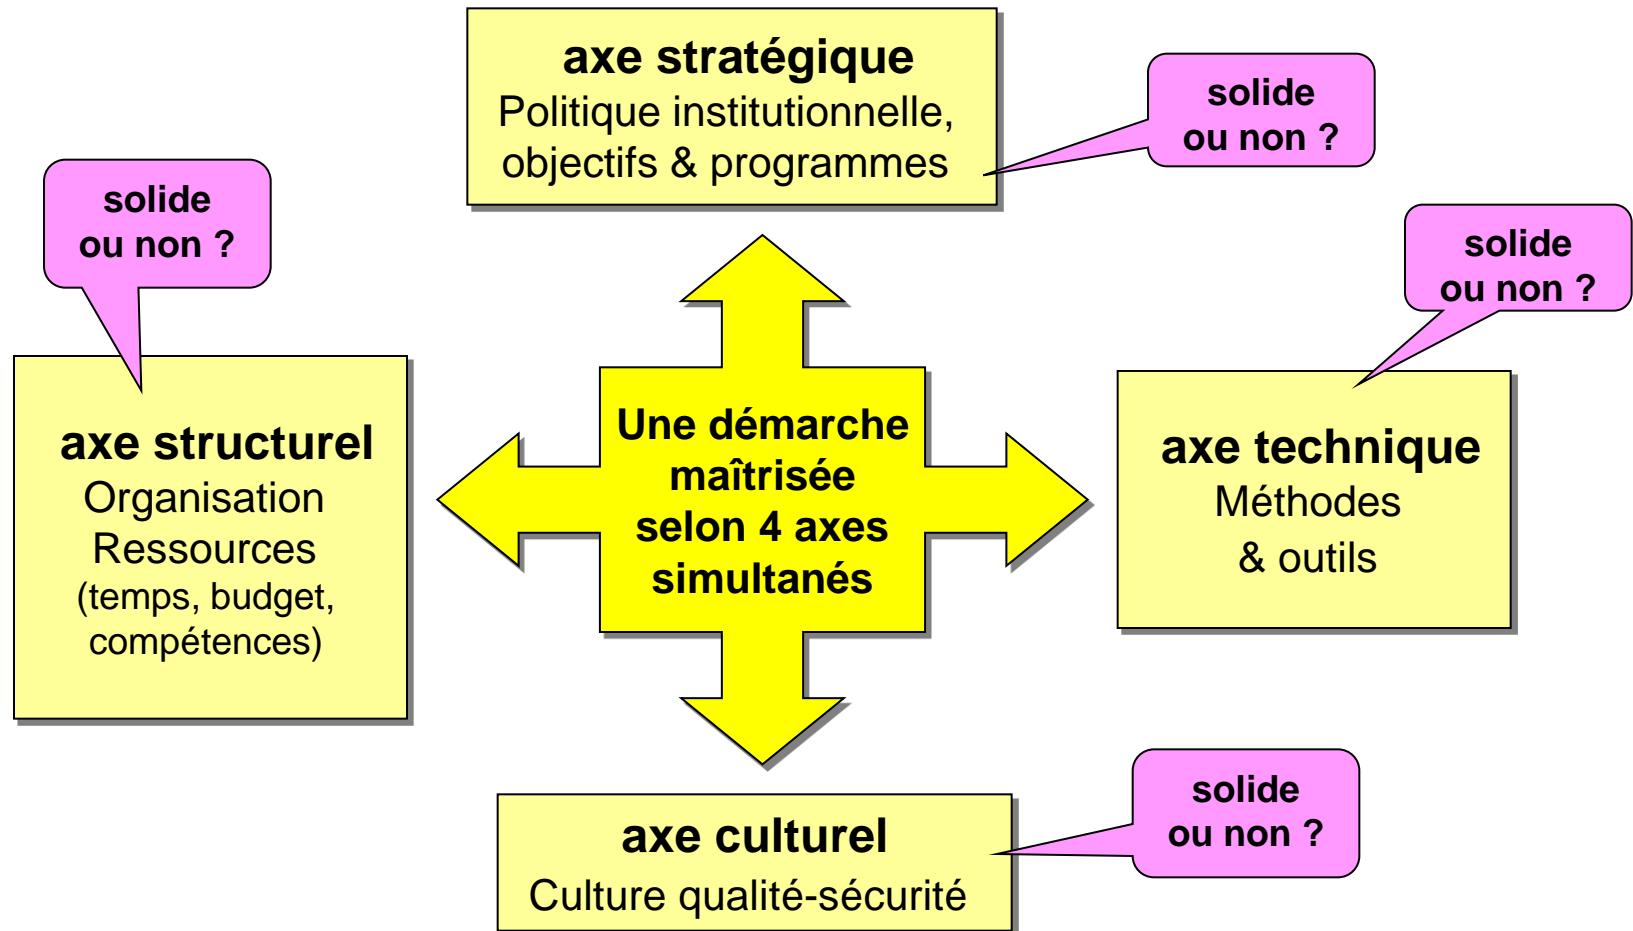 axe stratégique
Politique institutionnelle,
objectifs & programmes
solide
ou non ?
solide
ou non ?
solide
ou non ?
axe structurel
Organisation
Ressources
(temps, budget,
compétences)
Une démarche
maîtrisée
selon 4 axes
simultanés
axe technique
Méthodes
& outils
solide
ou non ?
axe culturel
Culture qualité-sécurité